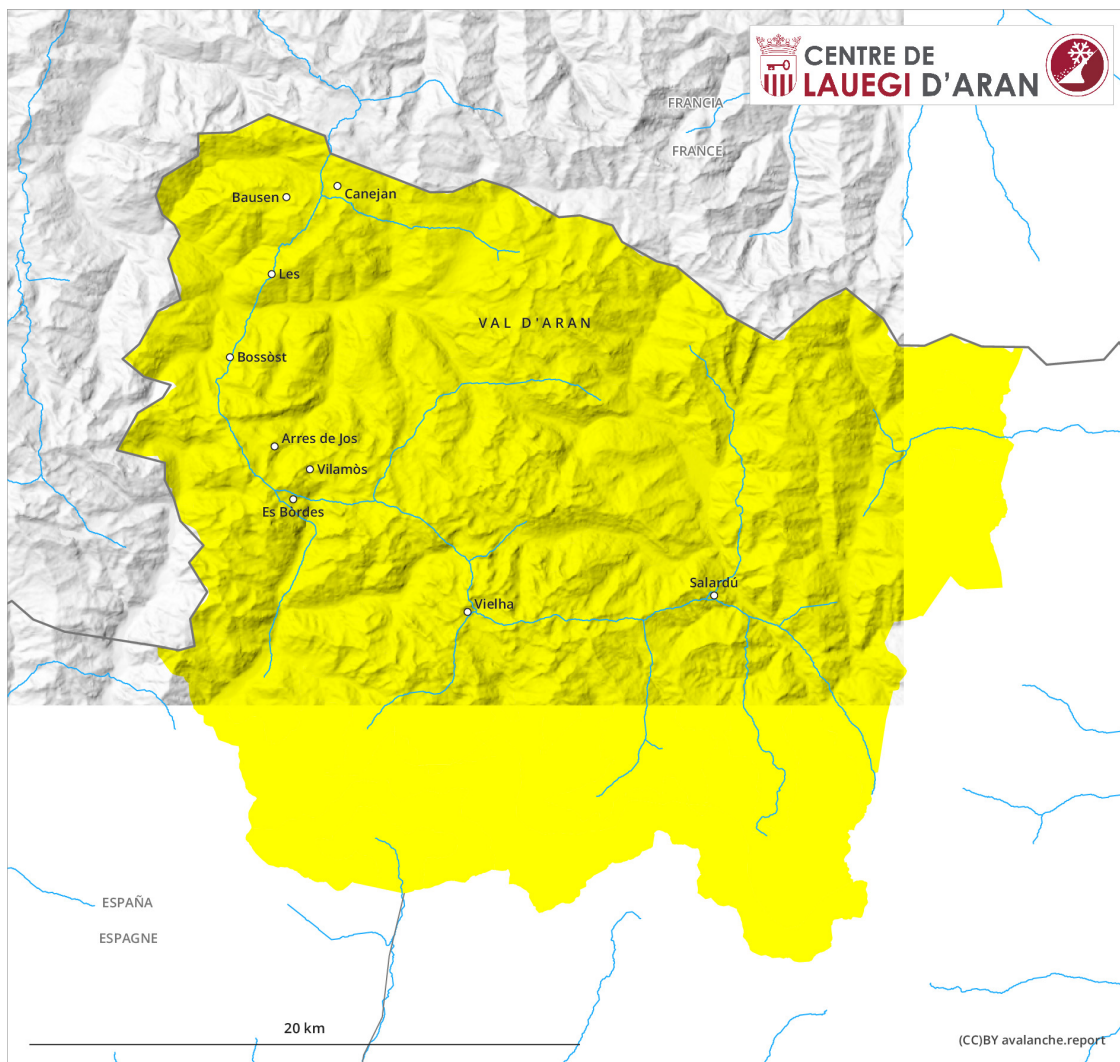 CENTRE DE
LAUEGI D'ARAN
FRANCIA
FRANCE
Bausen
Canejan
Les
VAL D'ARAN
Bossòst
Arres de Jos
Vilamòs
Es Bòrdes
Salardú
Vielha
ESPAÑA
ESPAGNE
20 km
(CC)BY avalanche.report